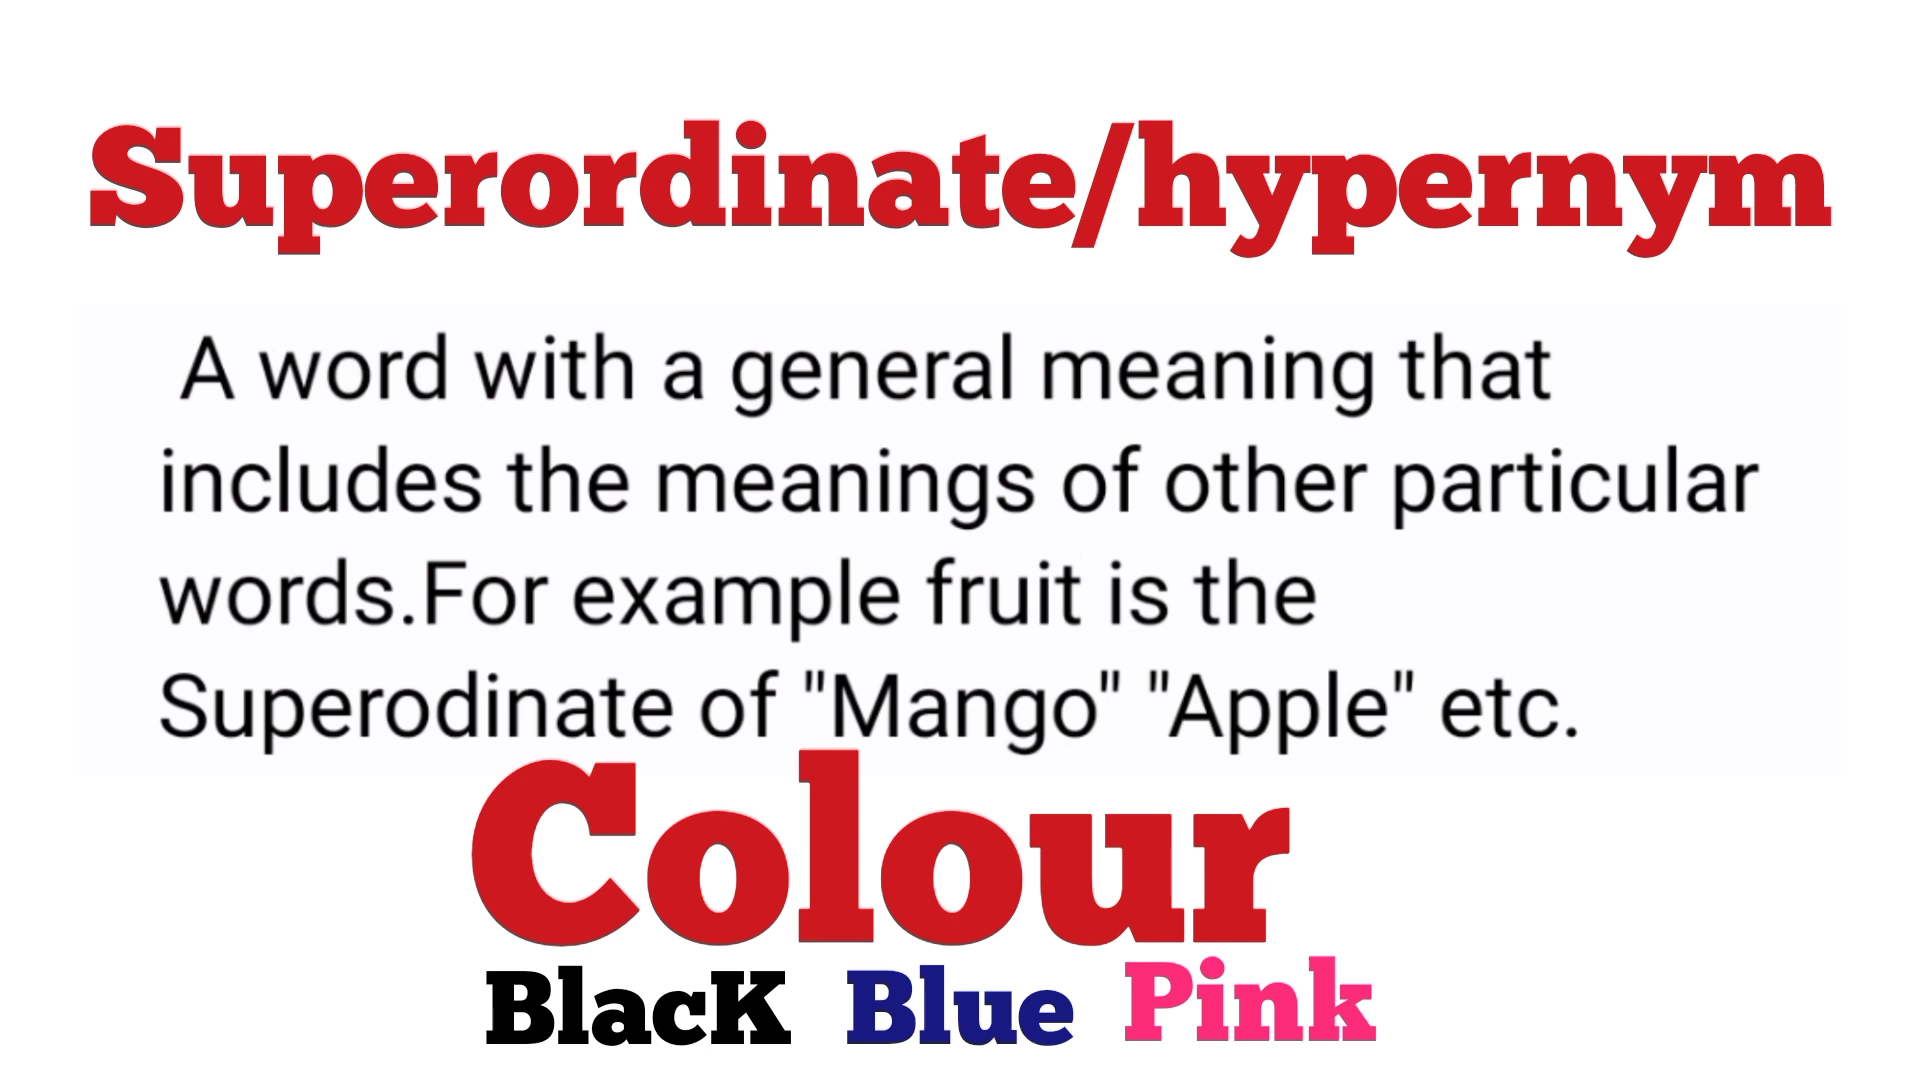 Superordinate/hypernym
A word with a general meaning that
includes the meanings of other particular
words.For example fruit is the
Superodinate of "Mango" "Apple" etc.
Colour
BlacK Blue Pink